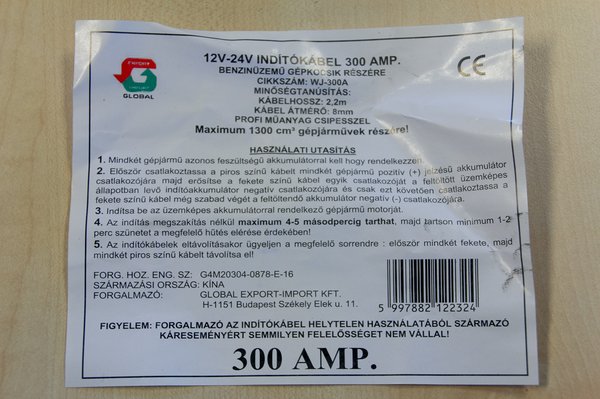 12V-24V INDÍTÓKÁBEL 300 AMP.
BENZINÜZEMŰ GÉPKOCSIK RÉSZÉRE
CIKKSZÁM: WJ-300A
MINŐSÉGTANUSÍTÁS:
KÁBELHOSSZ: 2,2m
KÁBEL ÁTMÉRŐ: 8mm
PROFI MŰANYAG CSIPESSZEL
Maximum 1300 cm³ gépjárművek részére!
EXPORT
IMPORT
GLOBAL
CE
HASZNÁLATI UTASÍTÁS
1. Mindkét gépjármű azonos feszültségű akkumulátorral kell hogy rendelkezzen.
2. Először csatlakoztassa a piros színű kábelt mindkét gépjármű pozitív (+) jelzésű akkumulátor
csatlakozójára majd erősítse a fekete színű kábel egyik csatlakozóját a feltöltött üzemképes
állapotban levő indítóakkumulátor negatív csatlakozójára és csak ezt követően csatlakoztassa a
fekete színű kábel még szabad végét a feltöltendő akkumulátor negatív (-) csatlakozójára.
3. Indítsa be az üzemképes akkumulátorral rendelkező gépjármű motorját.
4. Az indítás megszakítás nélkül maximum 4-5 másodpercig tarthat, majd tartson minimum 1-2
perc szünetet a megfelelő hűtés elérése érdekében!
5. Az indítókábelek eltávolításakor ügyeljen a megfelelő sorrendre : először mindkét fekete, majd
mindkét piros színű kábelt távolítsa el!
FORG. HOZ. ENG. SZ: G4M20304-0878-E-16
SZÁRMAZÁSI ORSZÁG: KÍNA
FORGALMAZÓ: GLOBAL EXPORT-IMPORT KFT.
H-1151 Budapest Székely Elek u. 11.
5 997882 122324
FIGYELEM: FORGALMAZÓ AZ INDÍTÓKÁBEL HELYTELEN HASZNÁLATÁBÓL SZÁRMAZÓ
KÁRESEMÉNYÉRT SEMMILYEN FELELŐSSÉGET NEM VÁLLAL!
300 AMP.